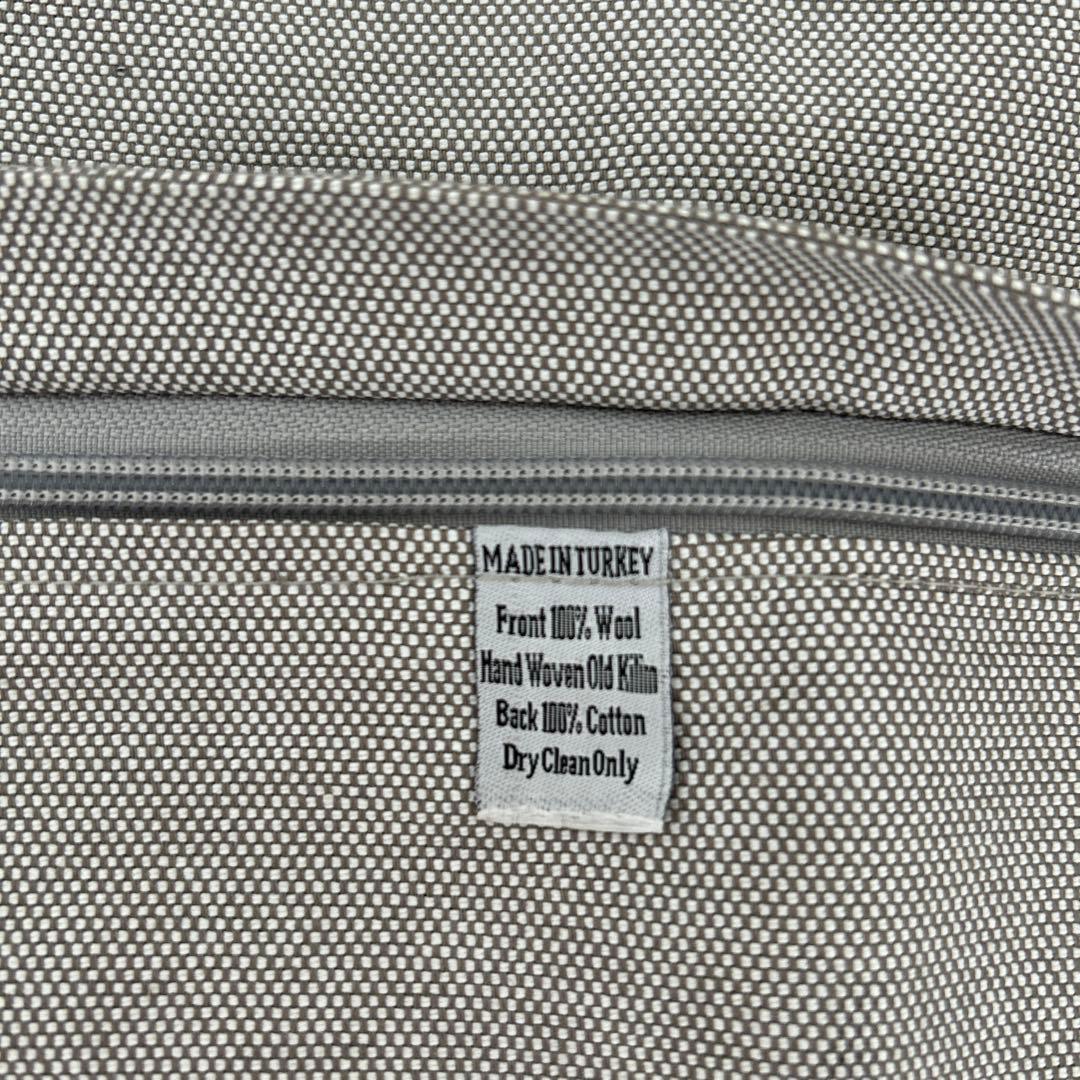 MADE IN TURKEY
Front 100% Wool
Hand Woven Old Kilim
Back 100% Cotton
Dry Clean Only